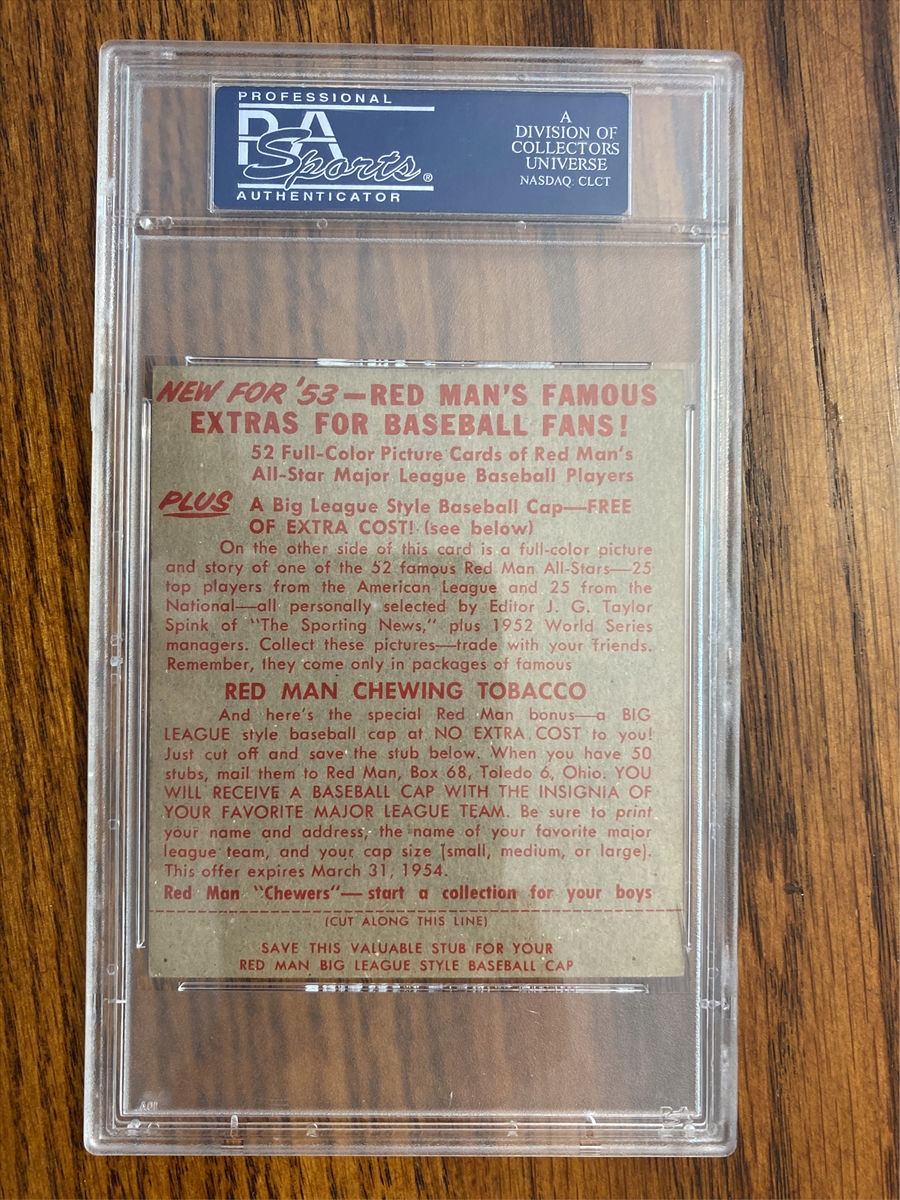 PROFESSIONAL
PSA
Sports®
AUTHENTICATOR
A
DIVISION OF
COLLECTORS
UNIVERSE
NASDAQ. CLCT
NEW FOR '53—RED MAN'S FAMOUS
EXTRAS FOR BASEBALL FANS!
52 Full-Color Picture Cards of Red Man's
All-Star Major League Baseball Players
PLUS A Big League Style Baseball Cap—FREE
OF EXTRA COST! (see below)
On the other side of this card is a full-color picture
and story of one of the 52 famous Red Man All-Stars—25
top players from the American League and 25 from the
National—all personally selected by Editor J. G. Taylor
Spink of "The Sporting News," plus 1952 World Series
managers. Collect these pictures—trade with your friends.
Remember, they come only in packages of famous
RED MAN CHEWING TOBACCO
And here's the special Red Man bonus—a BIG
LEAGUE style baseball cap at NO EXTRA COST to you!
Just cut off and save the stub below. When you have 50
stubs, mail them to Red Man, Box 68, Toledo 6, Ohio. YOU
WILL RECEIVE A BASEBALL CAP WITH THE INSIGNIA OF
YOUR FAVORITE MAJOR LEAGUE TEAM. Be sure to print
your name and address, the name of your favorite major
league team, and your cap size (small, medium, or large).
This offer expires March 31, 1954.
Red Man "Chewers"—start a collection for your boys
(CUT ALONG THIS LINE)
SAVE THIS VALUABLE STUB FOR YOUR
RED MAN BIG LEAGUE STYLE BASEBALL CAP